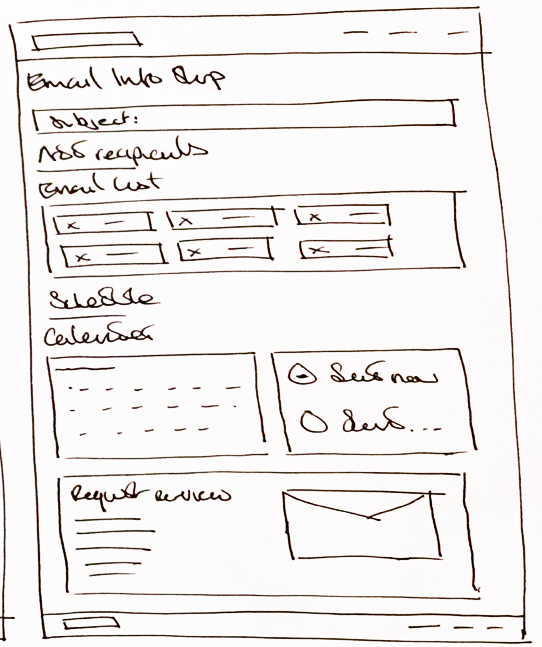 Email Info Sup
Subject:
Add recipients
Email List
x x x
x x x
Schedule
Calendar
Send now
Send...
Request review